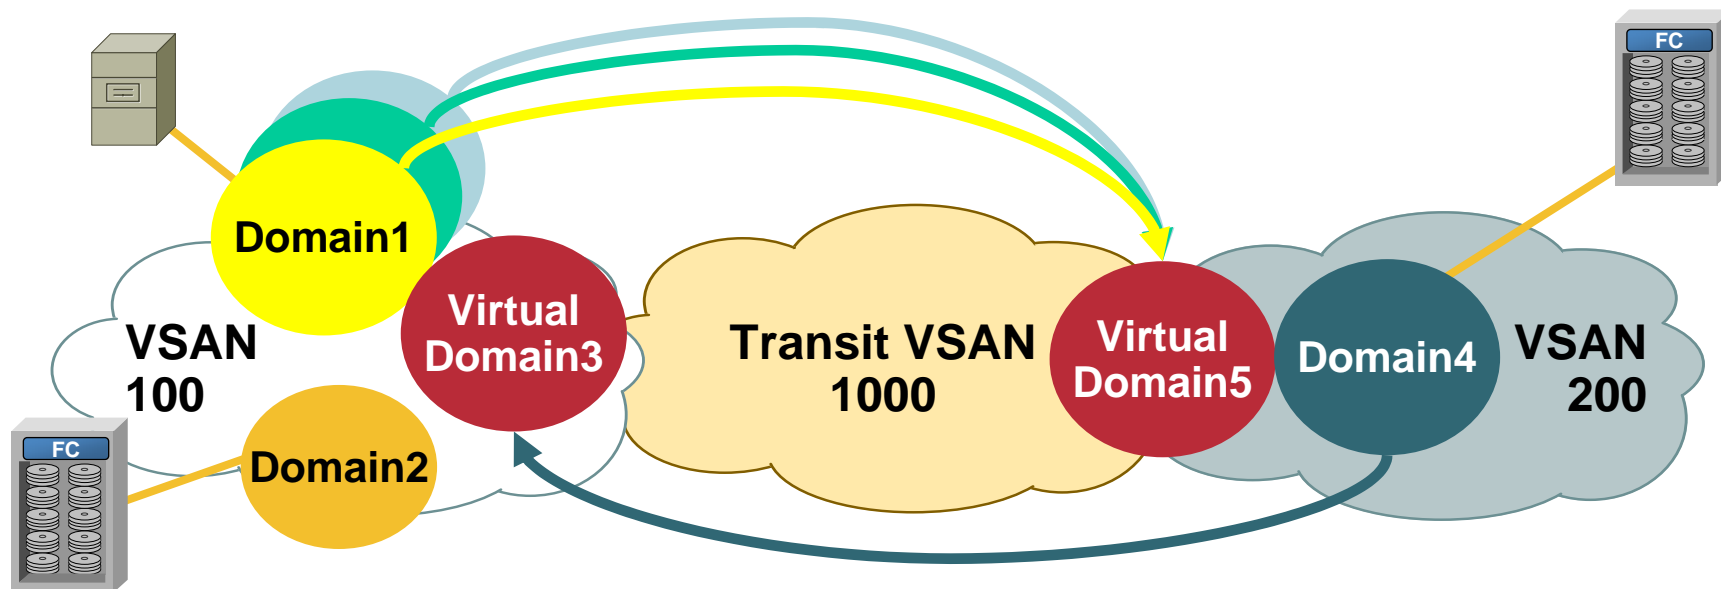 FC
Domain1
Virtual
Domain3
VSAN
100
Transit VSAN
1000
Virtual
Domain5
Domain4
VSAN
200
FC
Domain2